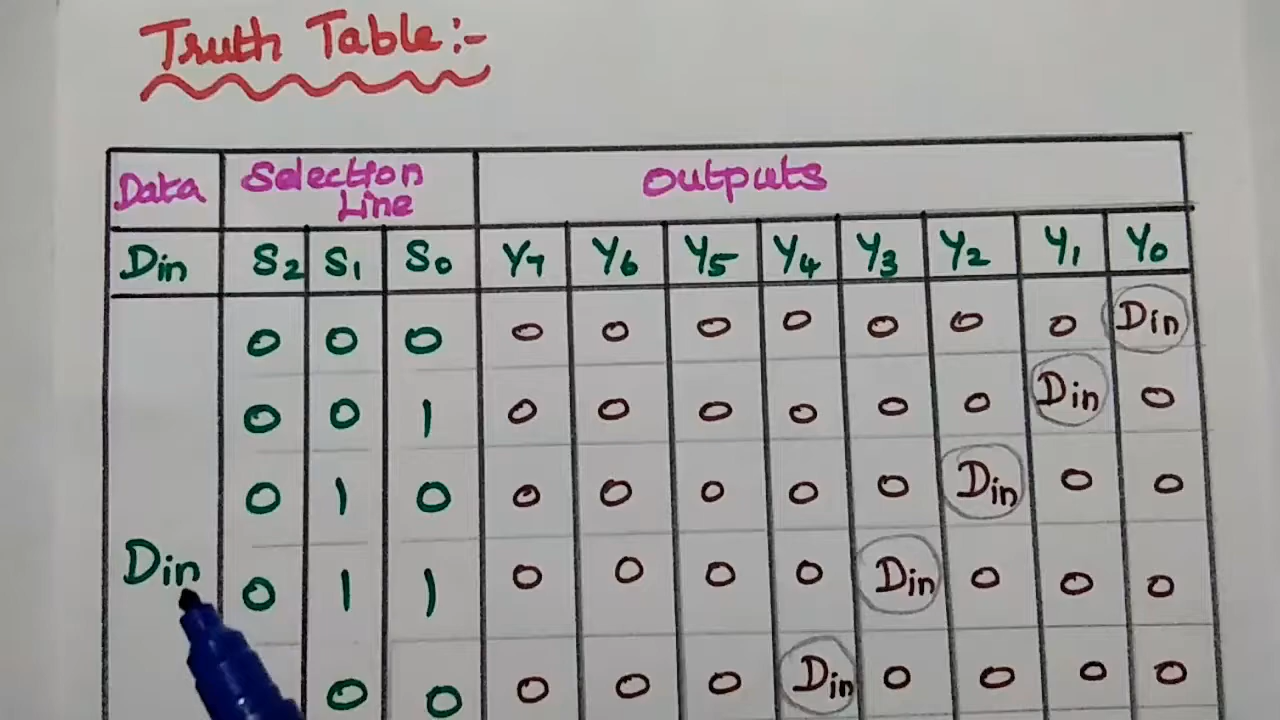 Truth Table:-
Data Selection Line Outputs
Din S2 S1 S0 Y7 Y6 Y5 Y4 Y3 Y2 Y1 Y0
0 0 0 0 0 0 0 0 0 0 Din
0 0 1 0 0 0 0 0 0 Din 0
0 1 0 0 0 0 0 0 Din 0 0
Din 0 1 1 0 0 0 0 Din 0 0 0
0 0 0 0 0 Din 0 0 0 0